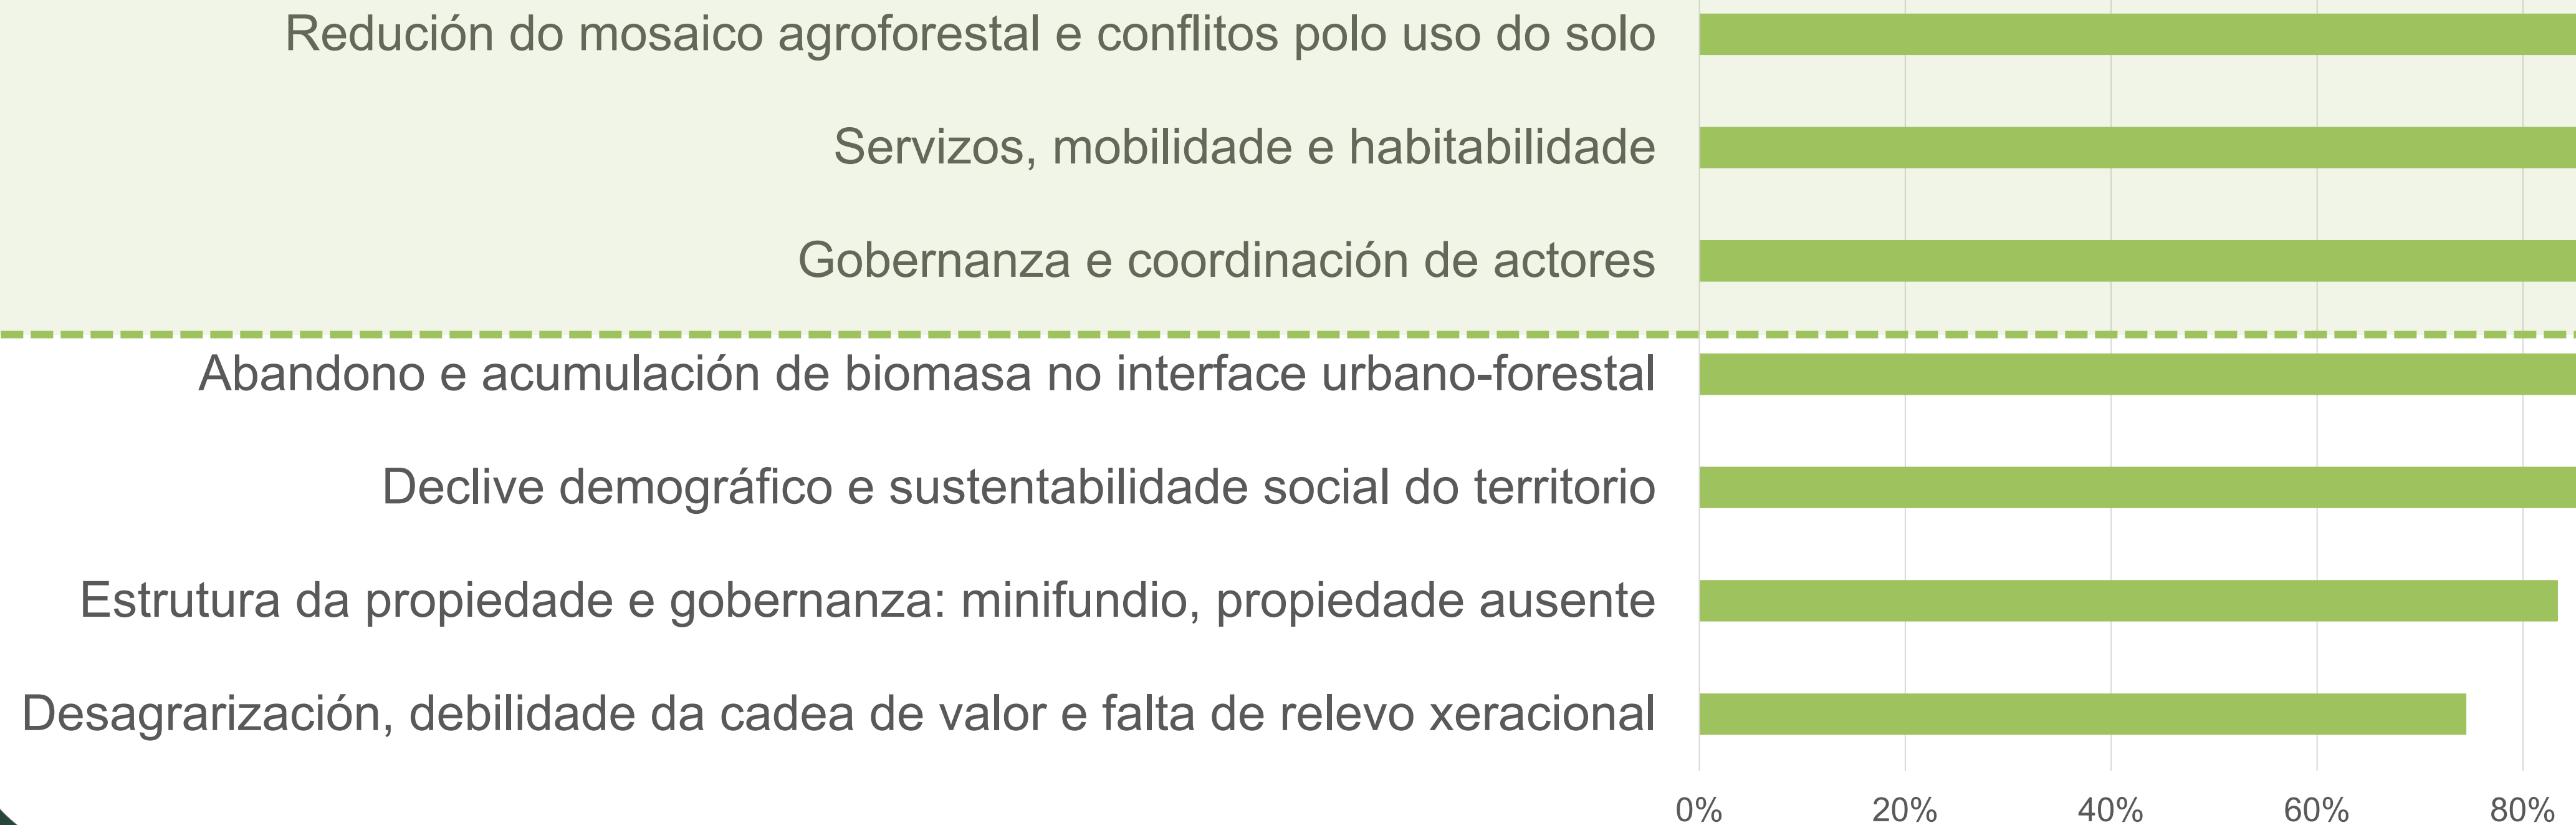 Redución do mosaico agroforestal e conflitos polo uso do solo
Servizos, mobilidade e habitabilidade
Gobernanza e coordinación de actores
Abandono e acumulación de biomasa no interface urbano-forestal
Declive demográfico e sustentabilidade social do territorio
Estrutura da propiedade e gobernanza: minifundio, propiedade ausente
Desagrarización, debilidade da cadea de valor e falta de relevo xeracional
0% 20% 40% 60% 80%